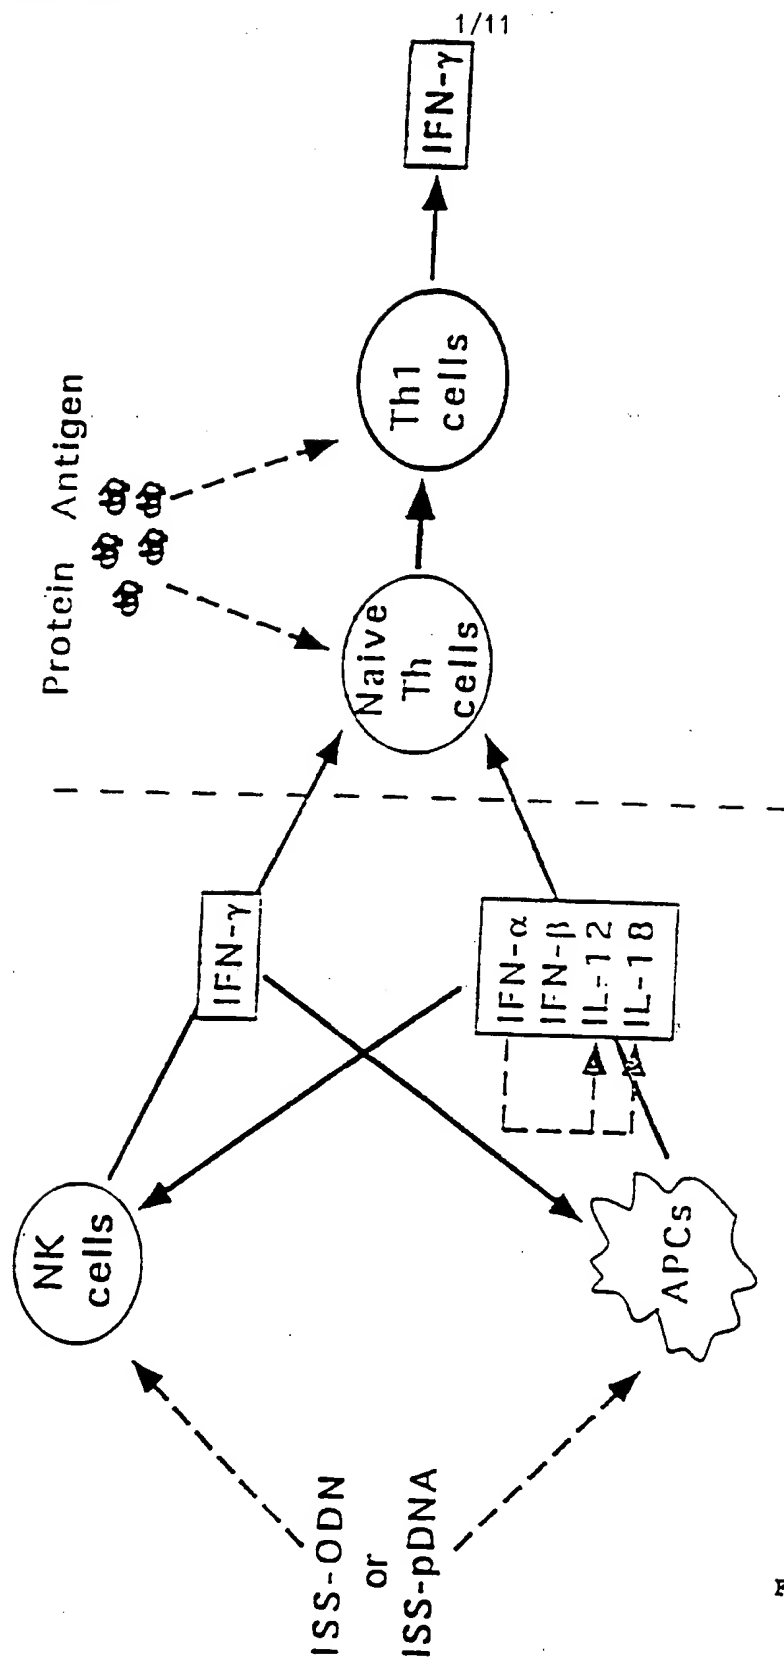 1/11
ISS-ODN
or
ISS-pDNA
NK
cells
APCs
IFN-γ
IFN-α
IFN-β
IL-12
IL-18
Protein Antigen
Naive
Th
cells
Th1
cells
IFN-γ